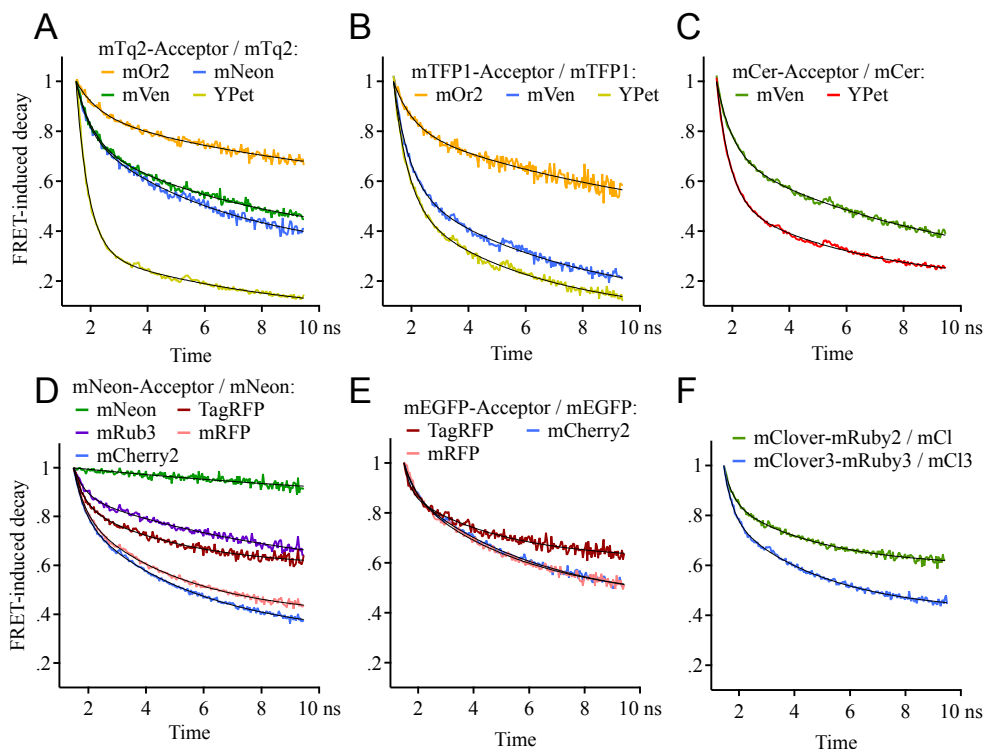 A
mTq2-Acceptor / mTq2:
mOr2 mNeon
mVen YPet
1
.8
.6
.4
.2
FRET-induced decay
2 4 6 8 10 ns
Time
B
mTFP1-Acceptor / mTFP1:
mOr2 mVen YPet
1
.8
.6
.4
.2
2 4 6 8 10 ns
Time
C
mCer-Acceptor / mCer:
mVen YPet
1
.8
.6
.4
.2
2 4 6 8 10 ns
Time
D
mNeon-Acceptor / mNeon:
mNeon TagRFP
mRub3 mRFP
mCherry2
1
.8
.6
.4
.2
FRET-induced decay
2 4 6 8 10 ns
Time
E
mEGFP-Acceptor / mEGFP:
TagRFP mCherry2
mRFP
1
.8
.6
.4
.2
2 4 6 8 10 ns
Time
F
mClover-mRuby2 / mCl
mClover3-mRuby3 / mCl3
1
.8
.6
.4
.2
2 4 6 8 10 ns
Time